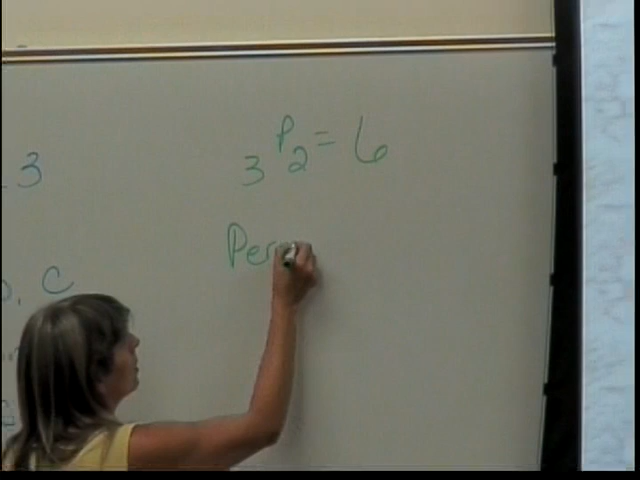 3
₃P₂ = 6
Per
, C